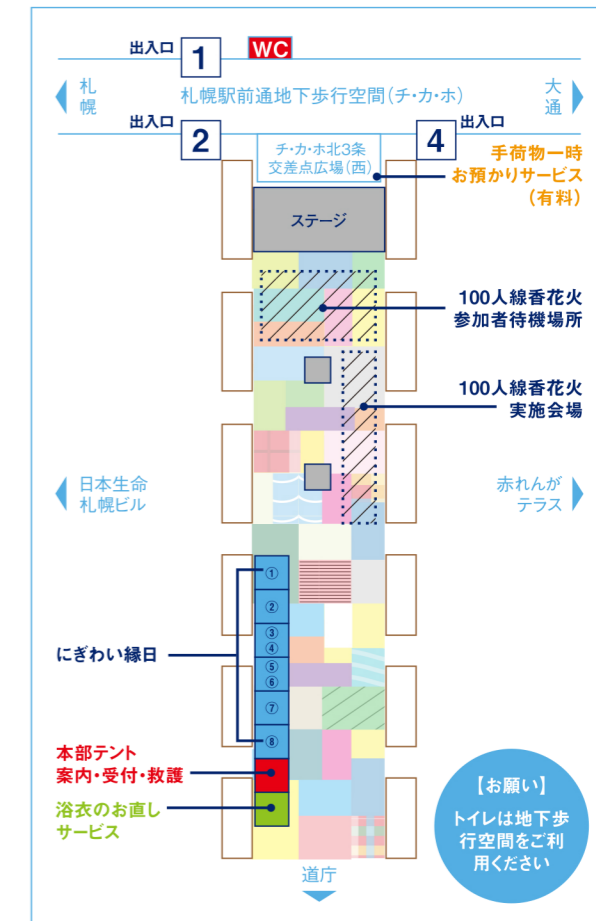 出入口 1 WC
札幌
札幌駅前通地下歩行空間(チ・カ・ホ)
大通
出入口 2
4 出入口
チ・カ・ホ北3条
交差点広場(西)
手荷物一時
お預かりサービス
(有料)
ステージ
100人線香花火
参加者待機場所
100人線香花火
実施会場
日本生命
札幌ビル
赤れんが
テラス
①
②
③
④
⑤
⑥
⑦
⑧
にぎわい縁日
本部テント
案内・受付・救護
浴衣のお直し
サービス
【お願い】
トイレは地下歩
行空間をご利
用ください
道庁